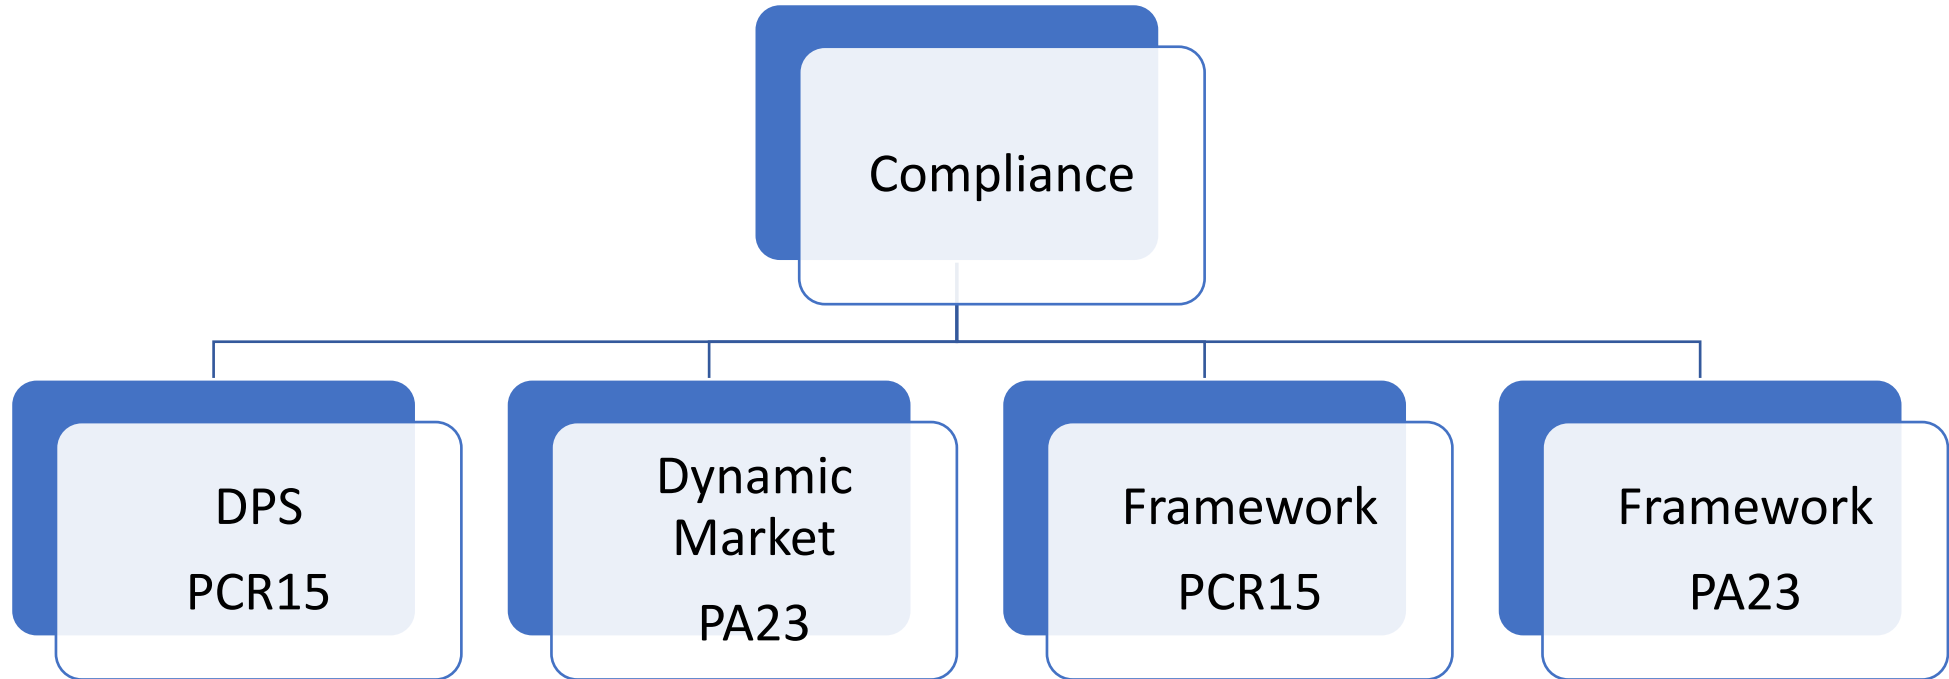 Compliance
DPS
PCR15
Dynamic
Market
PA23
Framework
PCR15
Framework
PA23